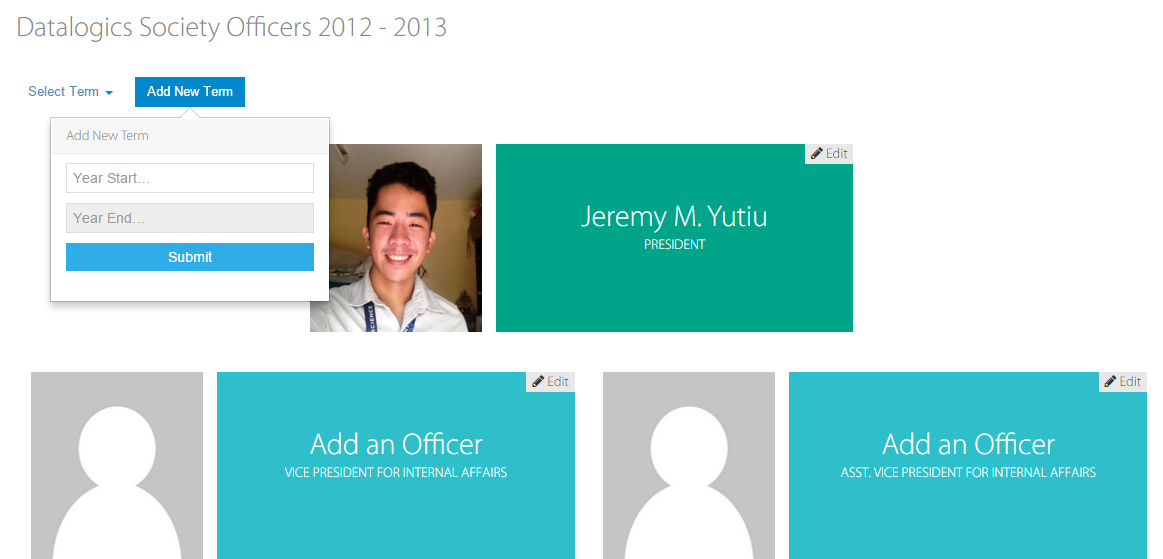 Datalogics Society Officers 2012 - 2013
Select Term
Add New Term
Add New Term
Year Start...
Year End...
Submit
Edit
Jeremy M. Yutiu
PRESIDENT
SCIENCE
Edit
Add an Officer
VICE PRESIDENT FOR INTERNAL AFFAIRS
Edit
Add an Officer
ASST. VICE PRESIDENT FOR INTERNAL AFFAIRS